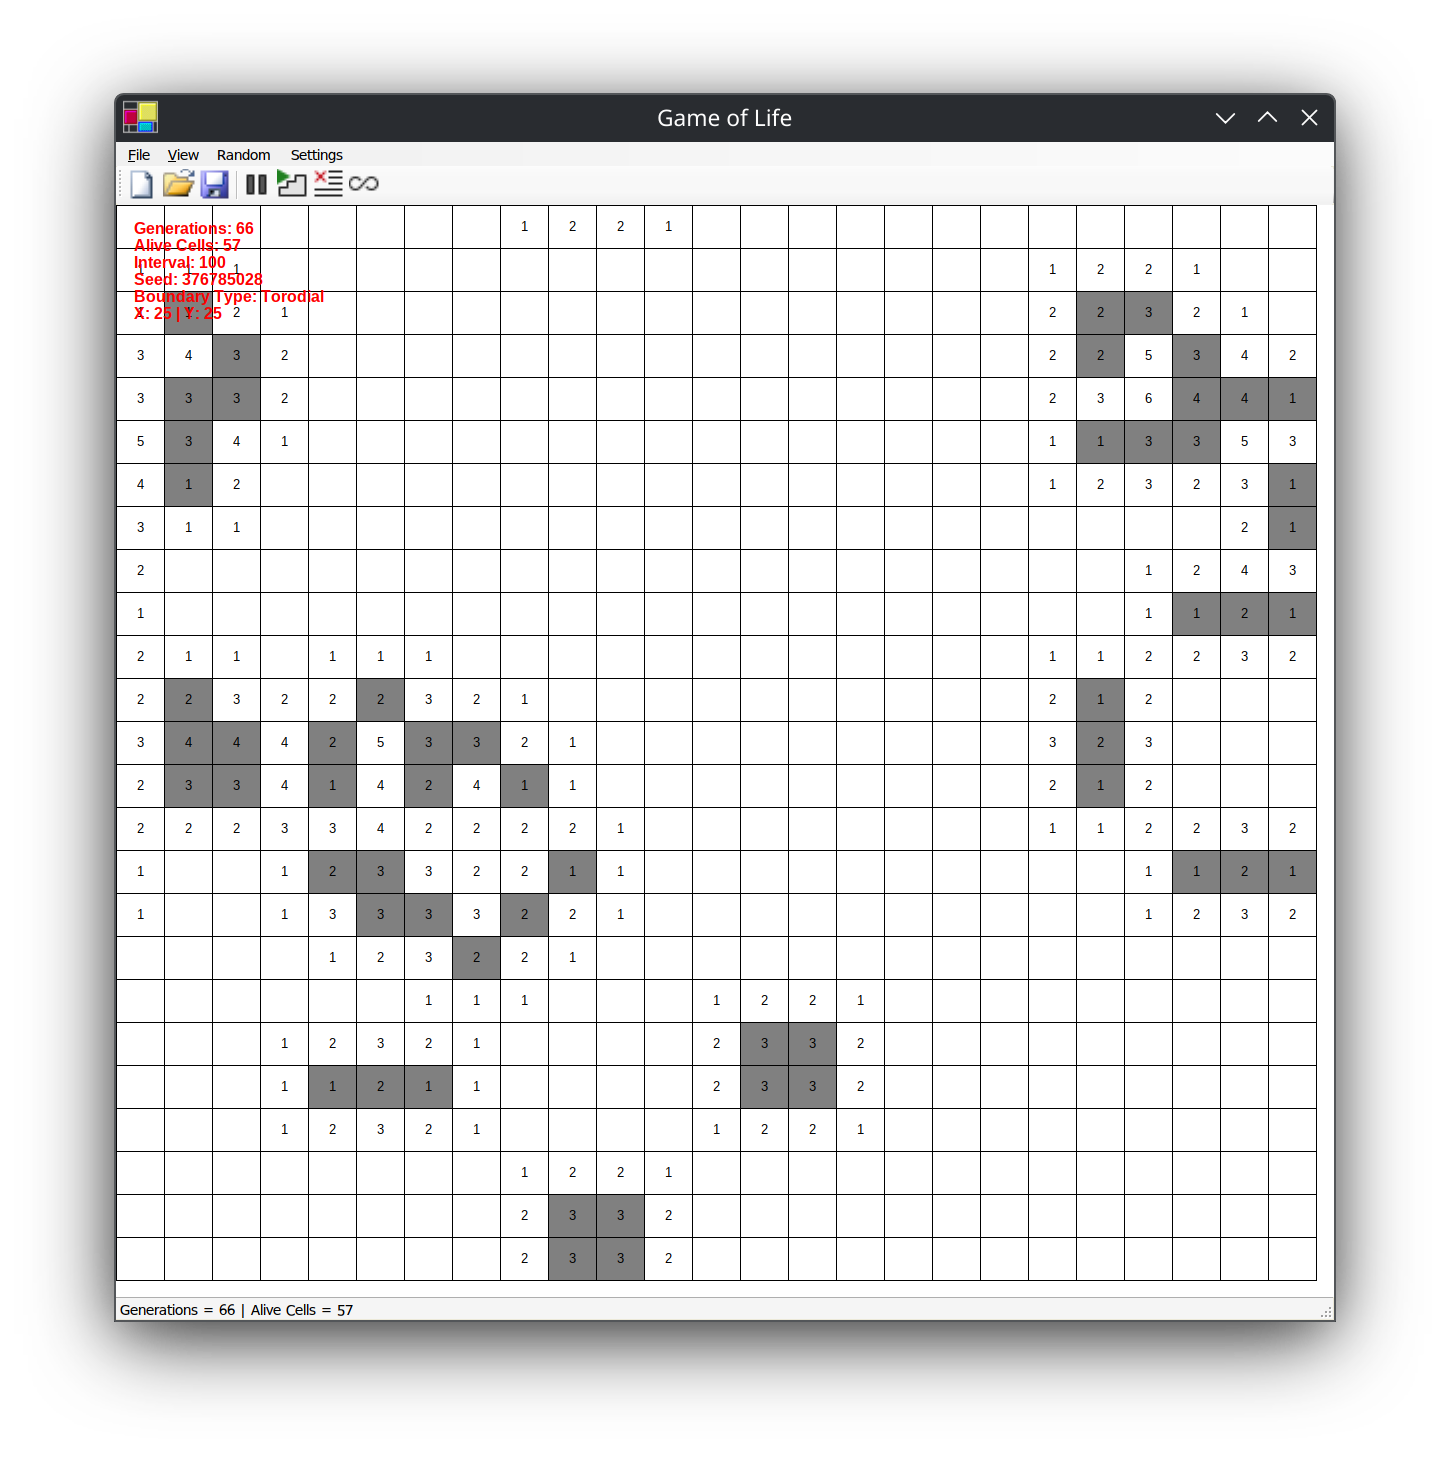 Game of Life
File View Random Settings
Generations: 66
Alive Cells: 57
Interval: 100
Seed: 376785028
Boundary Type: Torodial
X: 25 | Y: 25
1 2 2 1
1 1 1 1 2 2 1
2 1 2 2 3 2 1
3 4 3 2 2 2 5 3 4 2
3 3 3 2 2 3 6 4 4 1
5 3 4 1 1 1 3 3 5 3
4 1 2 1 2 3 2 3 1
3 1 1 2 1
2 1 2 4 3
1 1 1 2 1
2 1 1 1 1 1 1 1 2 2 3 2
2 2 3 2 2 2 3 2 1 2 1 2
3 4 4 4 2 5 3 3 2 1 3 2 3
2 3 3 4 1 4 2 4 1 1 2 1 2
2 2 2 3 3 4 2 2 2 2 1 1 1 2 2 3 2
1 1 2 3 3 2 2 1 1 1 1 2 1
1 1 3 3 3 3 2 2 1 1 2 3 2
1 2 3 2 2 1
1 1 1 1 2 2 1
1 2 3 2 1 2 3 3 2
1 1 2 1 1 2 3 3 2
1 2 3 2 1 1 2 2 1
1 2 2 1
2 3 3 2
2 3 3 2
Generations = 66 | Alive Cells = 57